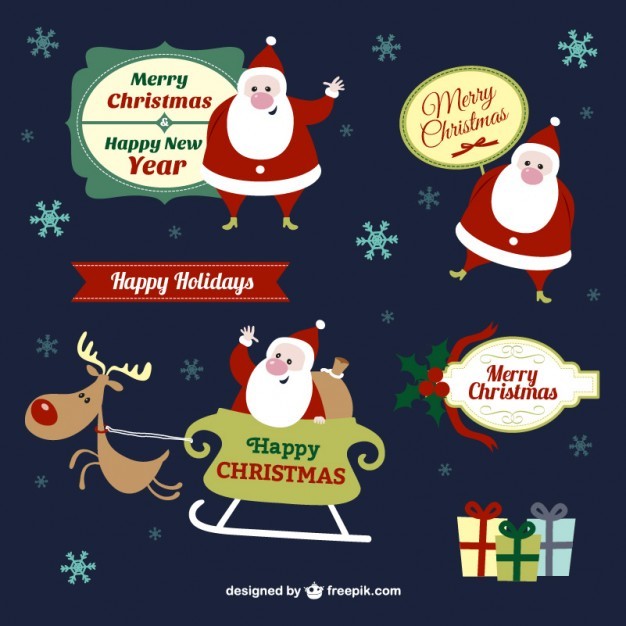 Merry
Christmas
&
Happy New
Year
Merry
Christmas
Happy Holidays
Merry
Christmas
Happy
CHRISTMAS
designed by freepik.com